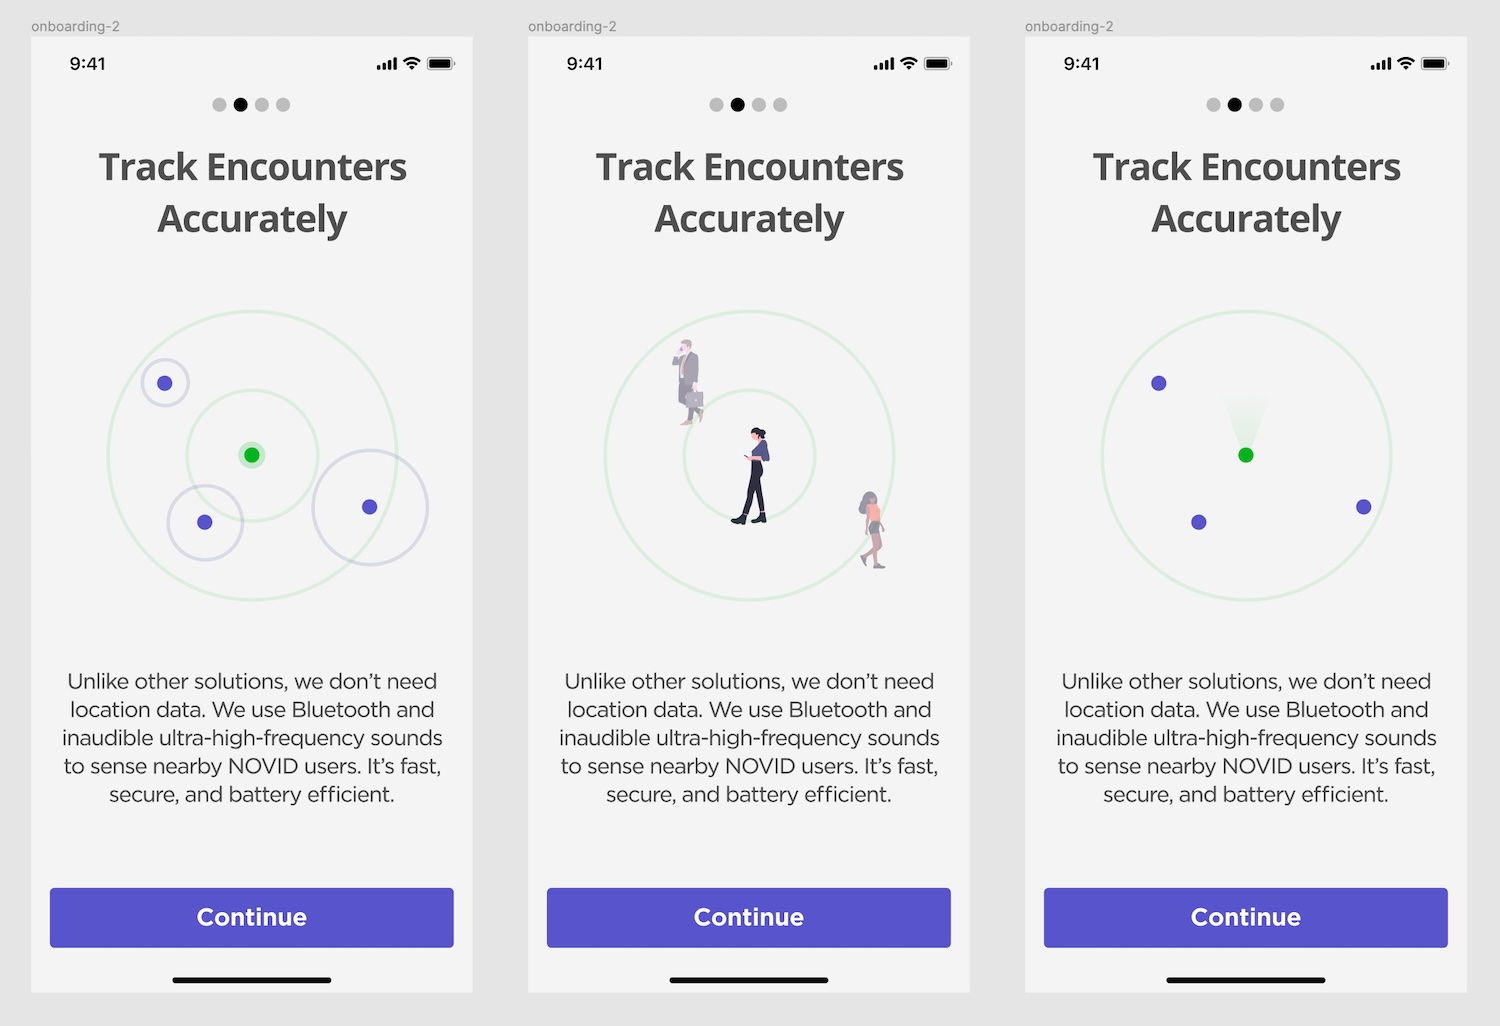 onboarding-2
9:41
Track Encounters
Accurately
Unlike other solutions, we don’t need
location data. We use Bluetooth and
inaudible ultra-high-frequency sounds
to sense nearby NOVID users. It’s fast,
secure, and battery efficient.
Continue
onboarding-2
9:41
Track Encounters
Accurately
Unlike other solutions, we don’t need
location data. We use Bluetooth and
inaudible ultra-high-frequency sounds
to sense nearby NOVID users. It’s fast,
secure, and battery efficient.
Continue
onboarding-2
9:41
Track Encounters
Accurately
Unlike other solutions, we don’t need
location data. We use Bluetooth and
inaudible ultra-high-frequency sounds
to sense nearby NOVID users. It’s fast,
secure, and battery efficient.
Continue